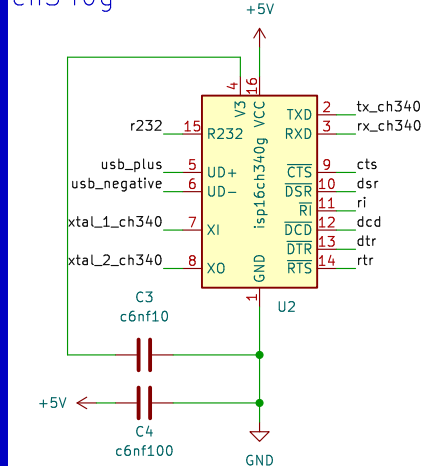 ch340g
+5V
4
16
V3
VCC
TXD 2 tx_ch340
r232 15 R232
RXD 3 rx_ch340
usb_plus 5 UD+
CTS 9 cts
usb_negative 6 UD-
DSR 10 dsr
isp16ch340g
RI 11 ri
xtal_1_ch340 7 XI
DCD 12 dcd
DTR 13 dtr
xtal_2_ch340 8 XO
GND
RTS 14 rtr
1
U2
C3
c6nf10
+5V
C4
c6nf100
GND